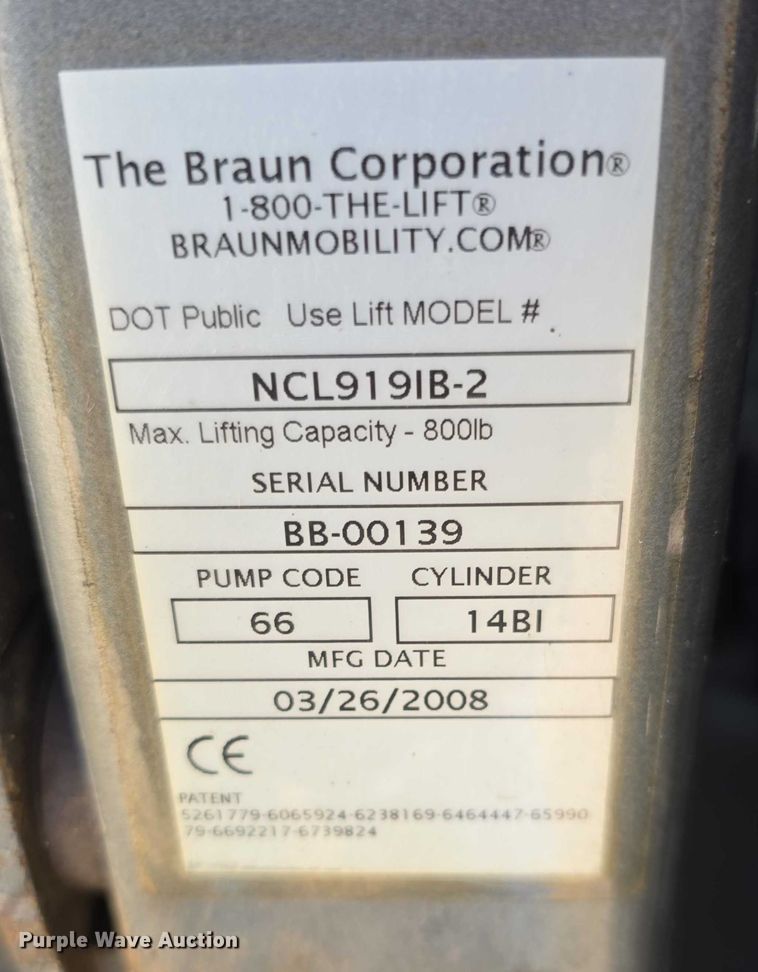 The Braun Corporation®
1-800-THE-LIFT®
BRAUNMOBILITY.COM®
DOT Public Use Lift MODEL #
NCL919IB-2
Max. Lifting Capacity - 800lb
SERIAL NUMBER
BB-00139
PUMP CODE CYLINDER
66 14BI
MFG DATE
03/26/2008
CE
PATENT
5261779-6065924-6238169-6464447-65990
79-6692217-6739824
Purple Wave Auction